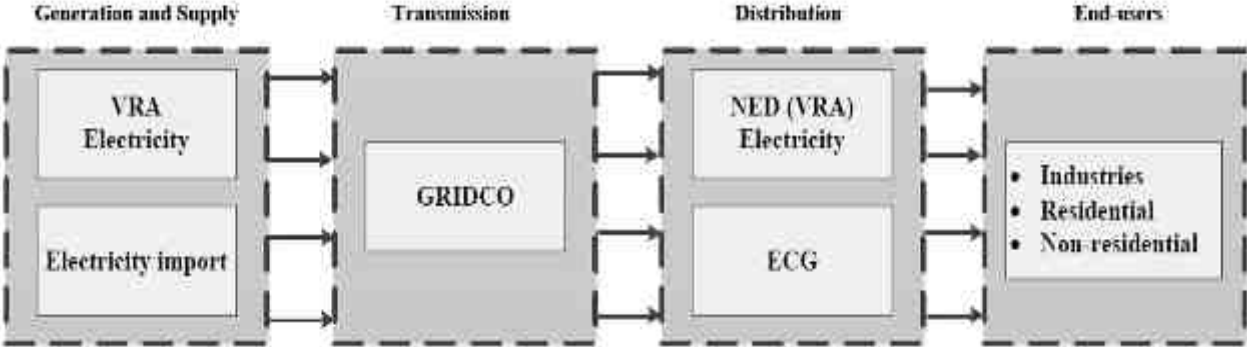 Generation and Supply
Transmission
Distribution
End-users
VRA
Electricity
Electricity import
GRIDCO
NED (VRA)
Electricity
ECG
• Industries
• Residential
• Non-residential